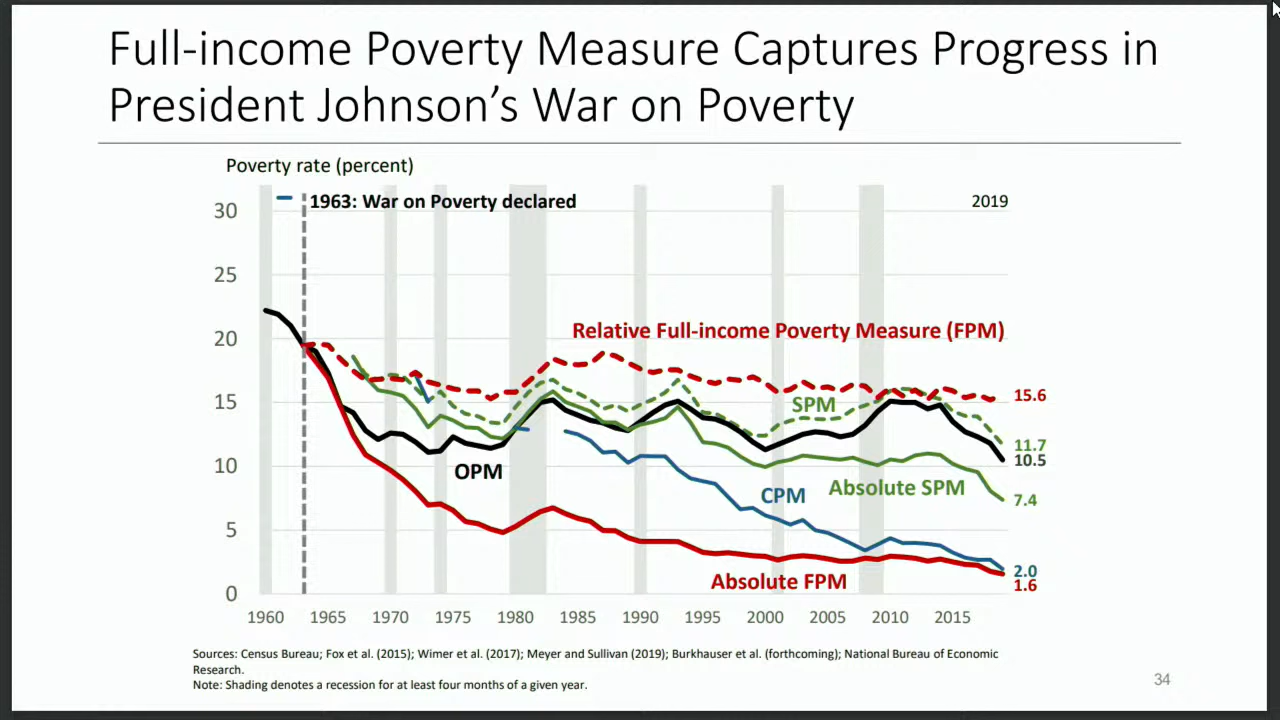 Full-income Poverty Measure Captures Progress in
President Johnson’s War on Poverty
Poverty rate (percent)
1963: War on Poverty declared
2019
30
25
20
15
10
5
0
Relative Full-income Poverty Measure (FPM)
SPM
OPM
CPM
Absolute SPM
Absolute FPM
15.6
11.7
10.5
7.4
2.0
1.6
1960 1965 1970 1975 1980 1985 1990 1995 2000 2005 2010 2015
Sources: Census Bureau; Fox et al. (2015); Wimer et al. (2017); Meyer and Sullivan (2019); Burkhauser et al. (forthcoming); National Bureau of Economic
Research.
Note: Shading denotes a recession for at least four months of a given year.
34